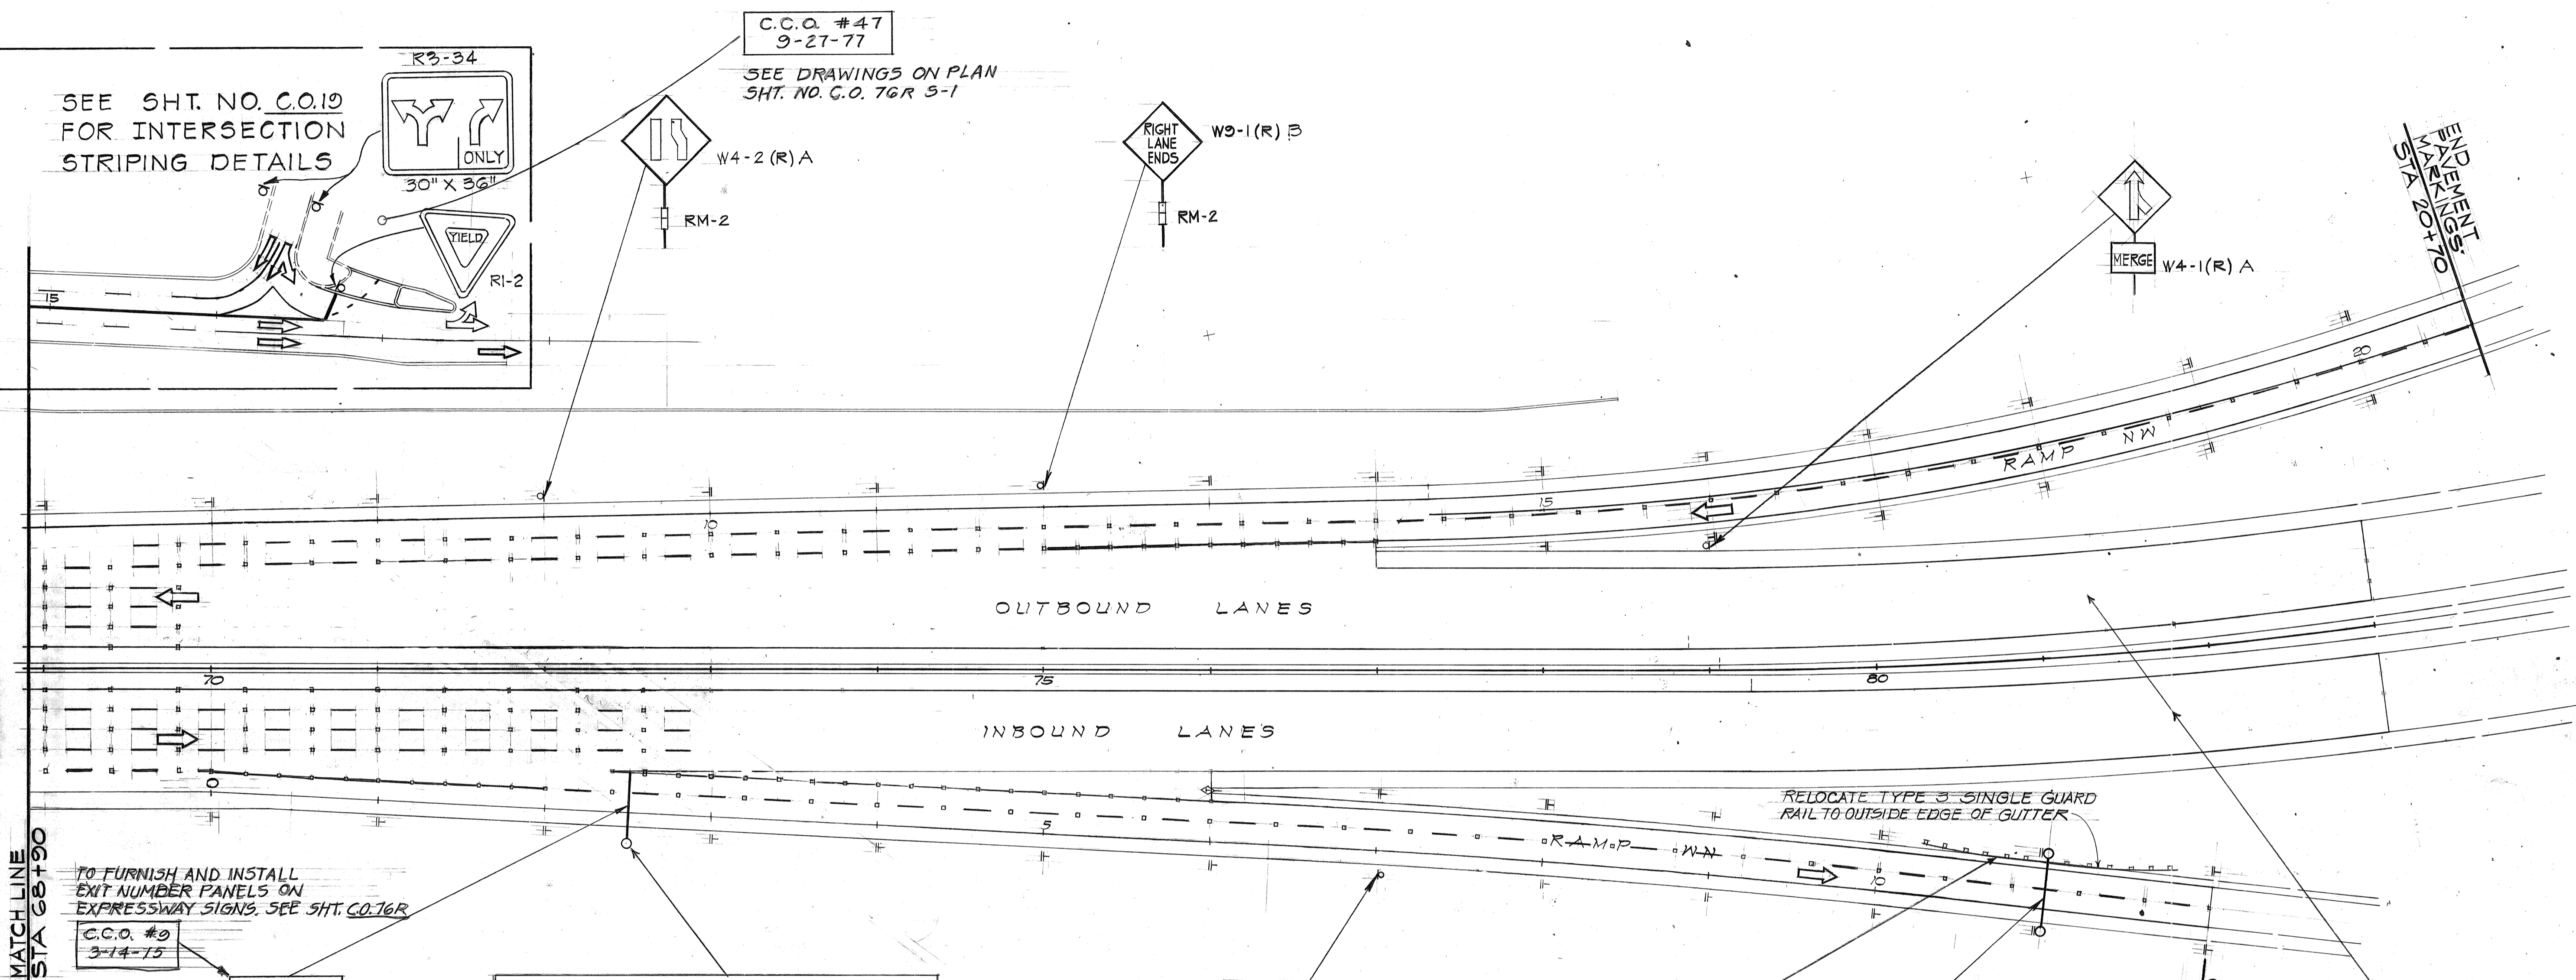 C.C.O. #47
9-27-77
SEE DRAWINGS ON PLAN
SHT. NO. C.O. 76R S-1
R3-34
SEE SHT. NO. C.O.19
FOR INTERSECTION
STRIPING DETAILS
ONLY
30" X 36"
YIELD
R1-2
15
W4-2 (R) A
RM-2
RIGHT
LANE
ENDS
W9-1(R) B
RM-2
MERGE
W4-1(R) A
END
PAVEMENT
MARKINGS
STA 20+70
20
RAMP NW
15
10
OUTBOUND LANES
70
75
80
INBOUND LANES
0
5
RAMP WN
10
RELOCATE TYPE 3 SINGLE GUARD
RAIL TO OUTSIDE EDGE OF GUTTER
MATCH LINE
STA 68+90
TO FURNISH AND INSTALL
EXIT NUMBER PANELS ON
EXPRESSWAY SIGNS. SEE SHT. C.O.76R
C.C.O. #9
3-14-75